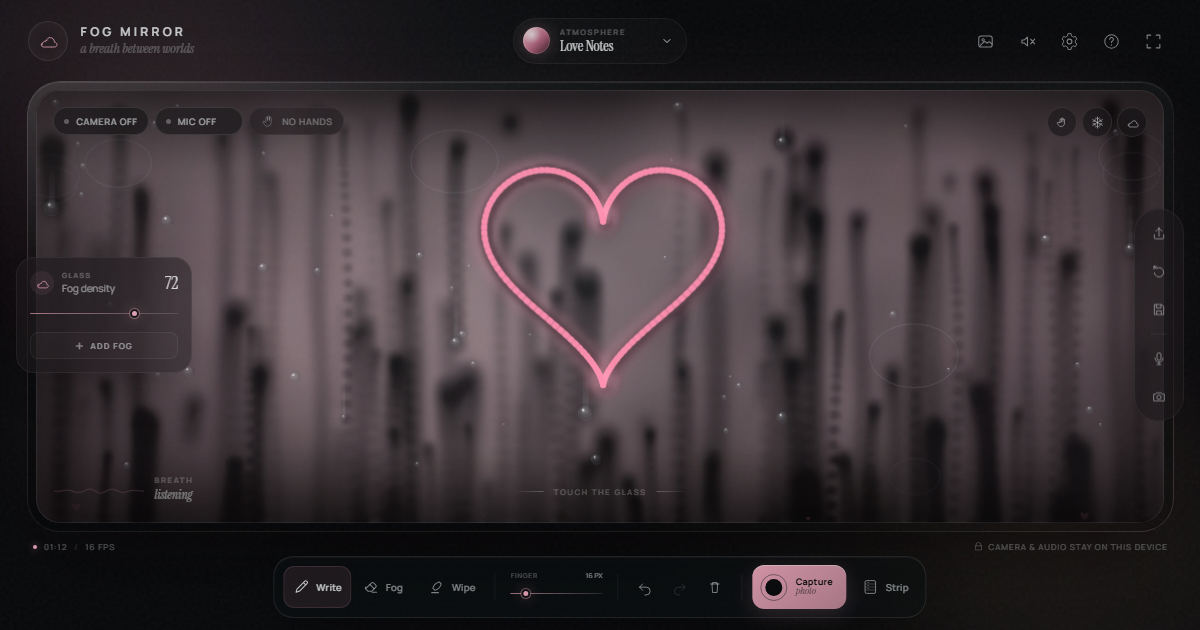 FOG MIRROR
a breath between worlds
ATMOSPHERE
Love Notes
CAMERA OFF
MIC OFF
NO HANDS
GLASS
Fog density
72
+ ADD FOG
BREATH
listening
TOUCH THE GLASS
01:12 / 16 FPS
CAMERA & AUDIO STAY ON THIS DEVICE
Write
Fog
Wipe
FINGER
16 PX
Capture
photo
Strip